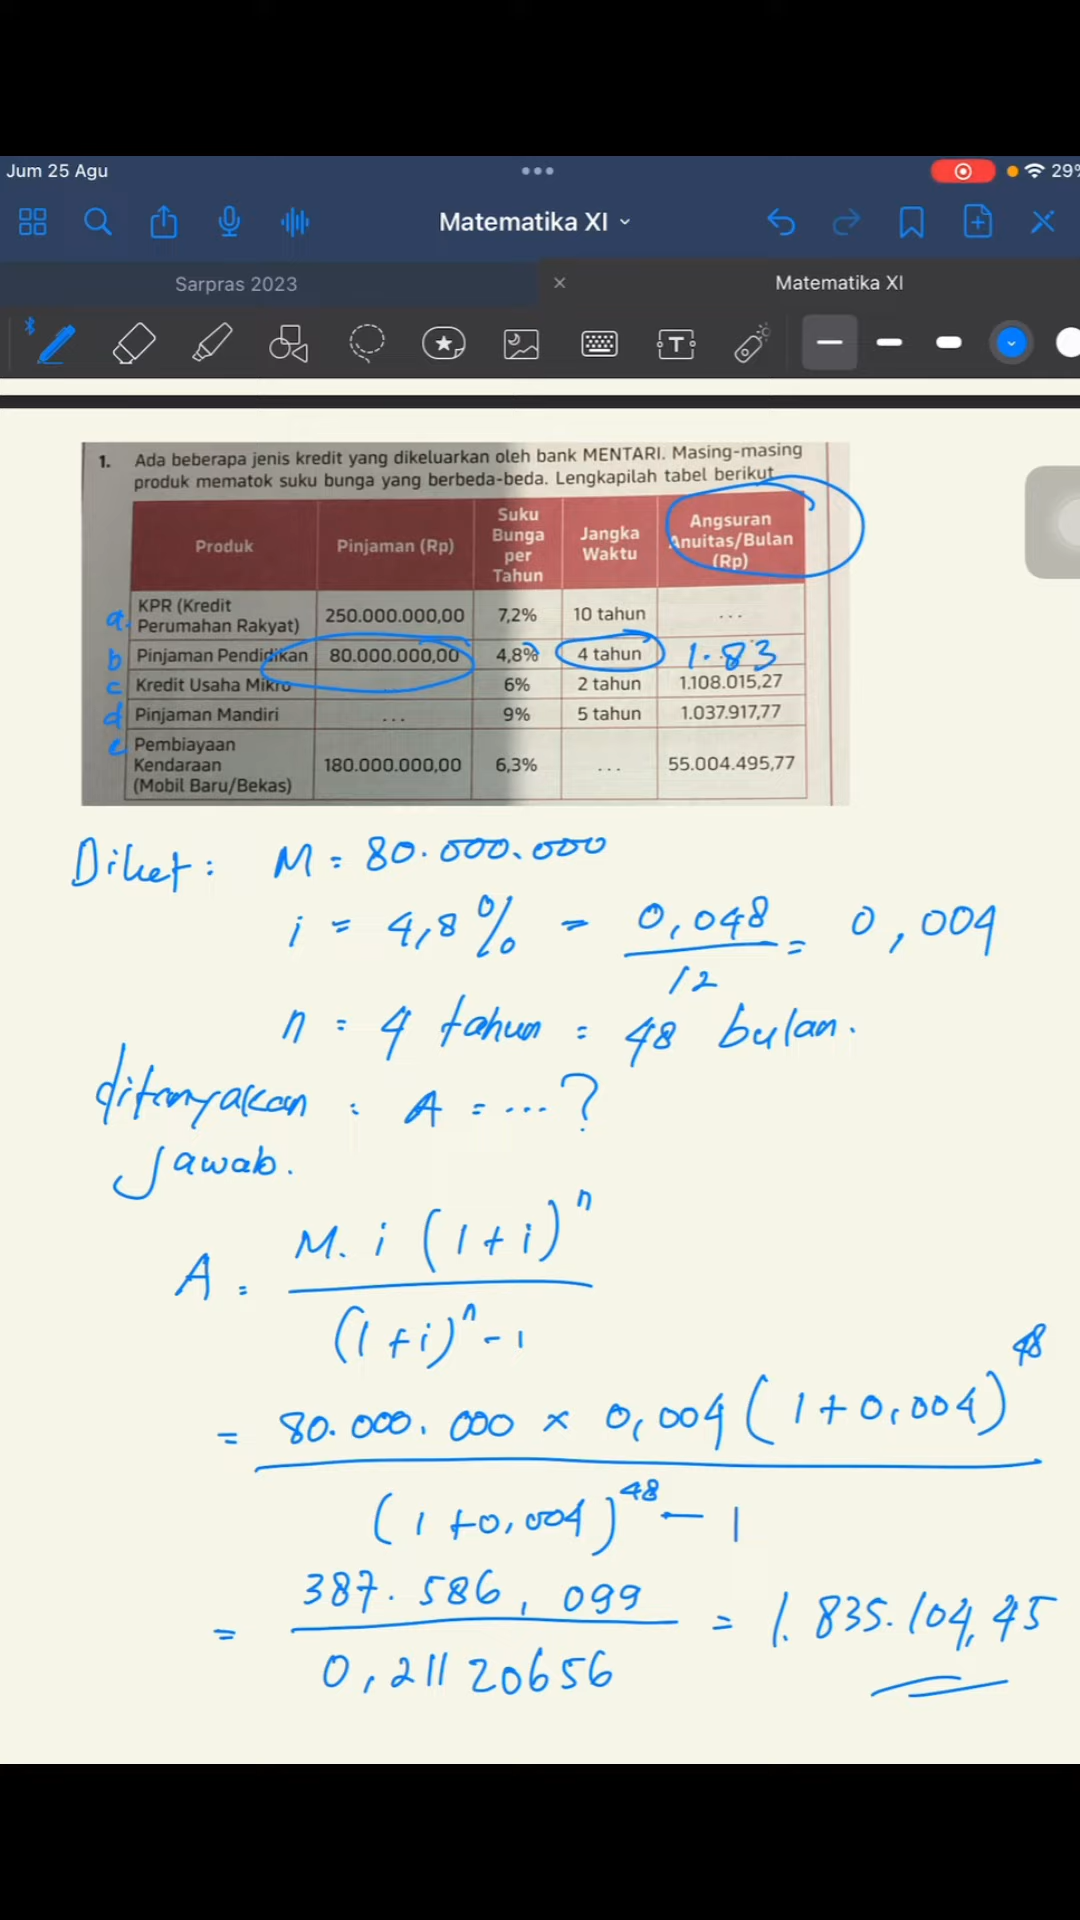 Jum 25 Agu
29%
Matematika XI
Sarpras 2023
Matematika XI
T
1. Ada beberapa jenis kredit yang dikeluarkan oleh bank MENTARI. Masing-masing
produk mematok suku bunga yang berbeda-beda. Lengkapilah tabel berikut
Produk Pinjaman (Rp) Suku Bunga per Tahun Jangka Waktu Angsuran Anuitas/Bulan (Rp)
a. KPR (Kredit Perumahan Rakyat) 250.000.000,00 7,2% 10 tahun ...
b Pinjaman Pendidikan 80.000.000,00 4,8% 4 tahun 1.83
c Kredit Usaha Mikro ... 6% 2 tahun 1.108.015,27
d Pinjaman Mandiri ... 9% 5 tahun 1.037.917,77
e Pembiayaan Kendaraan (Mobil Baru/Bekas) 180.000.000,00 6,3% ... 55.004.495,77
Diket : M = 80.000.000
i = 4,8% = 0,048/12 = 0,004
n = 4 tahun = 48 bulan.
ditanyakan : A = ... ?
Jawab.
A = M. i (1+i)^n
(1+i)^n - 1
= 80.000.000 × 0,004 (1+0,004)^48
(1+0,004)^48 - 1
= 387.586,099 = 1.835.104,45
0,21120656